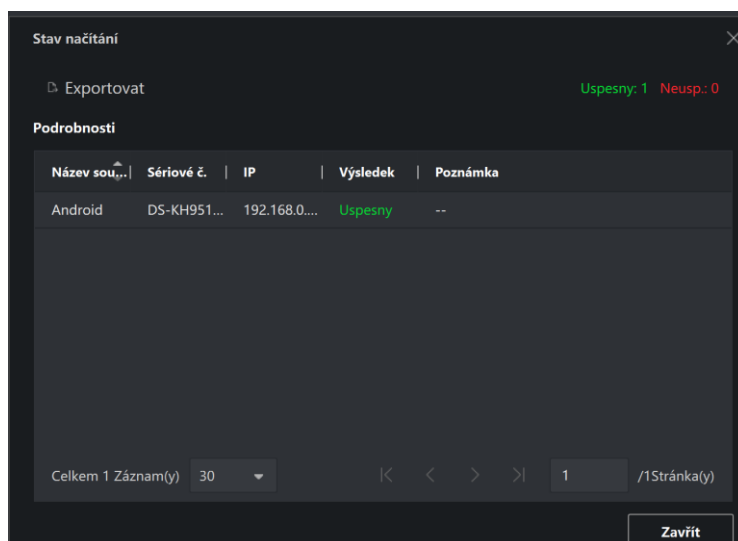 Stav načítání
Exportovat
Uspesny: 1 Neusp.: 0
Podrobnosti
Název sou... | Sériové č. | IP | Výsledek | Poznámka
Android DS-KH951... 192.168.0.... Uspesny --
Celkem 1 Záznam(y) 30 1 /1Stránka(y)
Zavřít